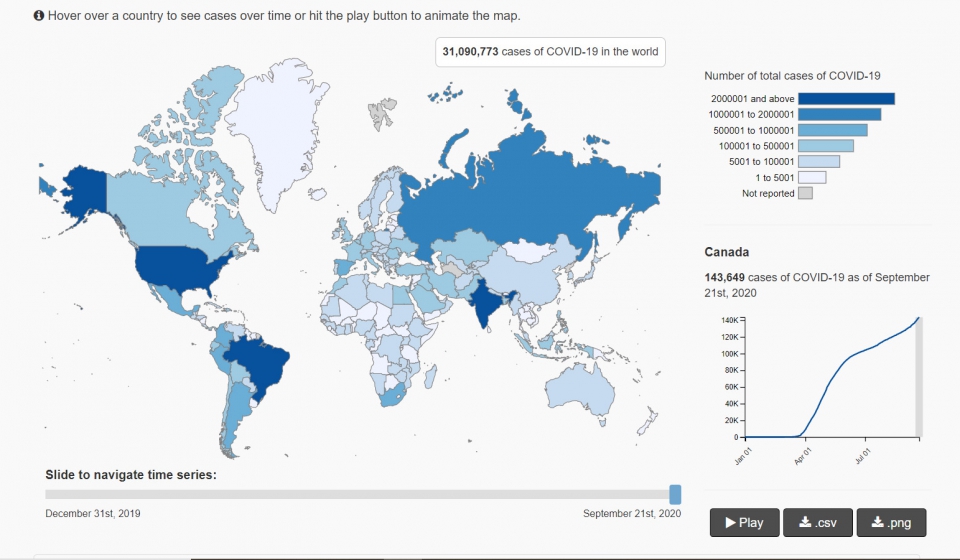 Hover over a country to see cases over time or hit the play button to animate the map.
31,090,773 cases of COVID-19 in the world
Number of total cases of COVID-19
2000001 and above
1000001 to 2000001
500001 to 1000001
100001 to 500001
5001 to 100001
1 to 5001
Not reported
Canada
143,649 cases of COVID-19 as of September
21st, 2020
140K
120K
100K
80K
60K
40K
20K
0
Jan 01
Apr 01
Jul 01
Slide to navigate time series:
December 31st, 2019
September 21st, 2020
Play
.csv
.png